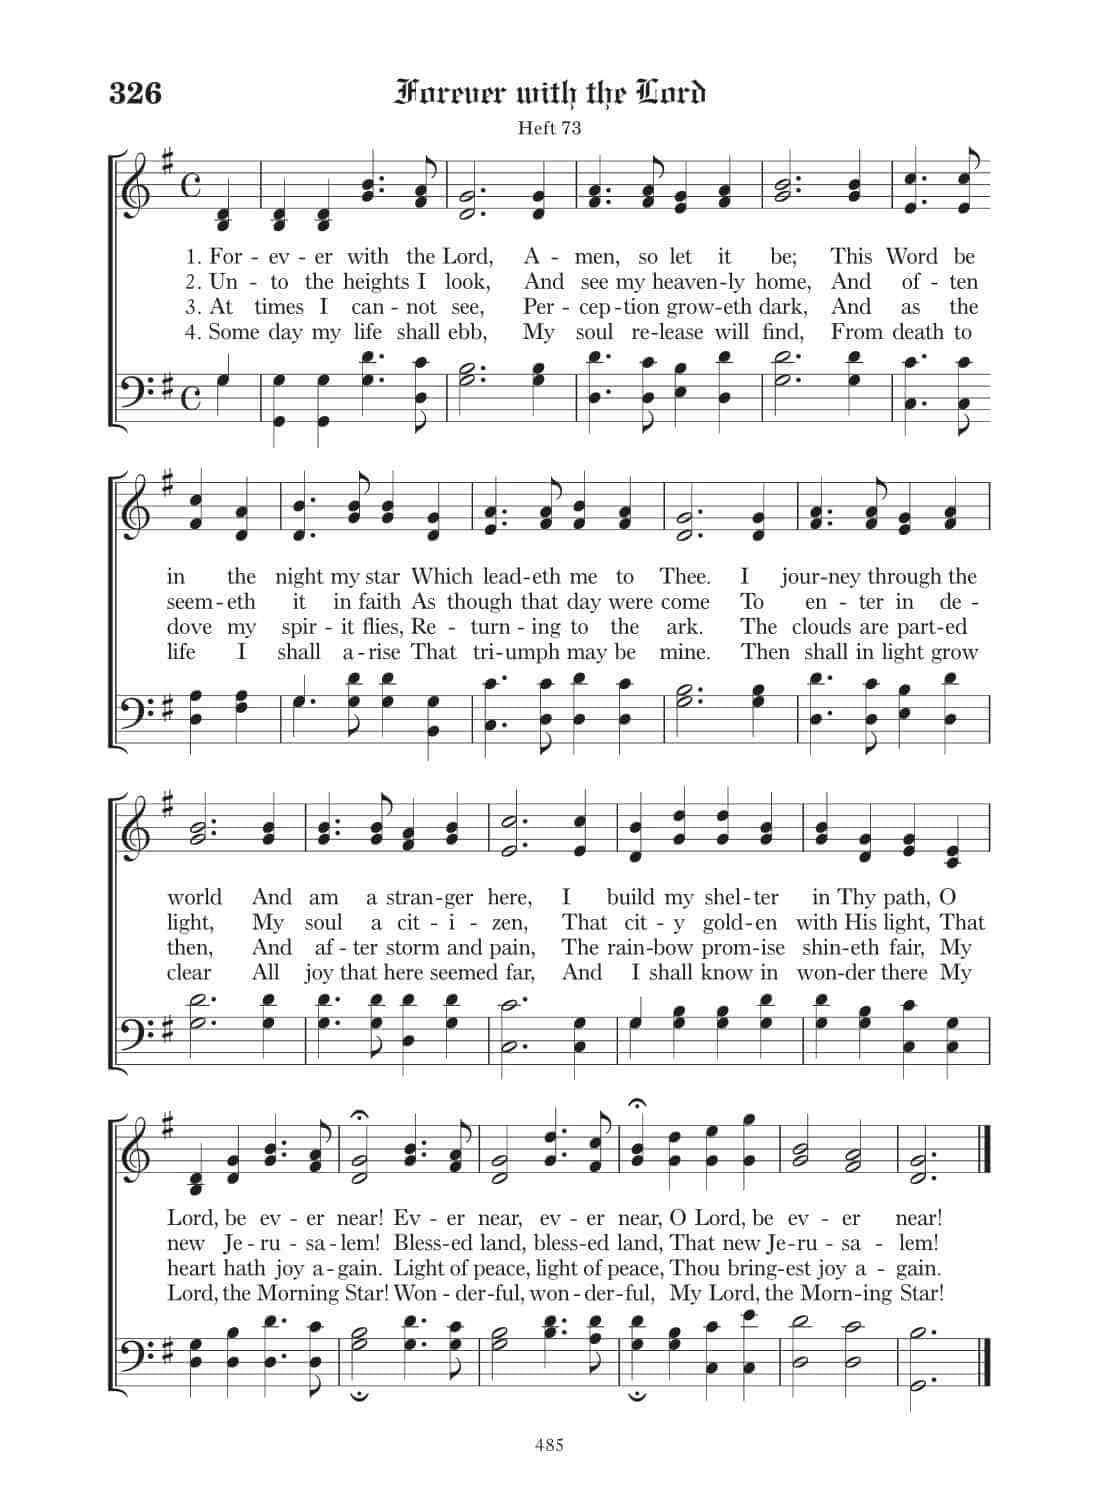 326
Forever with the Lord
Heft 73
1. For - ev - er with the Lord, A - men, so let it be; This Word be
2. Un - to the heights I look, And see my heaven-ly home, And of - ten
3. At times I can - not see, Per - cep - tion grow-eth dark, And as the
4. Some day my life shall ebb, My soul re-lease will find, From death to
in the night my star Which lead-eth me to Thee. I jour-ney through the
seem-eth it in faith As though that day were come To en - ter in de -
dove my spir - it flies, Re - turn - ing to the ark. The clouds are part-ed
life I shall a-rise That tri-umph may be mine. Then shall in light grow
world And am a stran-ger here, I build my shel-ter in Thy path, O
light, My soul a cit - i - zen, That cit - y gold-en with His light, That
then, And af - ter storm and pain, The rain-bow prom-ise shin-eth fair, My
clear All joy that here seemed far, And I shall know in won-der there My
Lord, be ev - er near! Ev - er near, ev - er near, O Lord, be ev - er near!
new Je-ru - sa-lem! Bless-ed land, bless-ed land, That new Je-ru - sa - lem!
heart hath joy a-gain. Light of peace, light of peace, Thou bring-est joy a - gain.
Lord, the Morning Star! Won - der-ful, won-der-ful, My Lord, the Morn-ing Star!
485